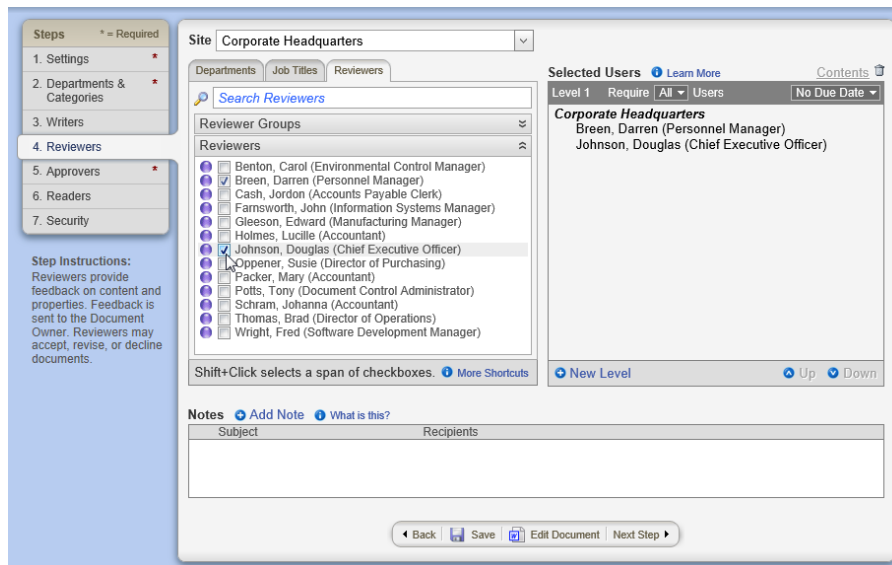 Steps * = Required
1. Settings *
2. Departments & *
Categories
3. Writers
4. Reviewers
5. Approvers *
6. Readers
7. Security
Step Instructions:
Reviewers provide
feedback on content and
properties. Feedback is
sent to the Document
Owner. Reviewers may
accept, revise, or decline
documents.
Site Corporate Headquarters
Departments Job Titles Reviewers
Search Reviewers
Reviewer Groups
Reviewers
Benton, Carol (Environmental Control Manager)
Breen, Darren (Personnel Manager)
Cash, Jordon (Accounts Payable Clerk)
Farnsworth, John (Information Systems Manager)
Gleeson, Edward (Manufacturing Manager)
Holmes, Lucille (Accountant)
Johnson, Douglas (Chief Executive Officer)
Oppener, Susie (Director of Purchasing)
Packer, Mary (Accountant)
Potts, Tony (Document Control Administrator)
Schram, Johanna (Accountant)
Thomas, Brad (Director of Operations)
Wright, Fred (Software Development Manager)
Shift+Click selects a span of checkboxes. More Shortcuts
Selected Users Learn More Contents
Level 1 Require All Users No Due Date
Corporate Headquarters
Breen, Darren (Personnel Manager)
Johnson, Douglas (Chief Executive Officer)
New Level Up Down
Notes Add Note What is this?
Subject Recipients
Back Save Edit Document Next Step